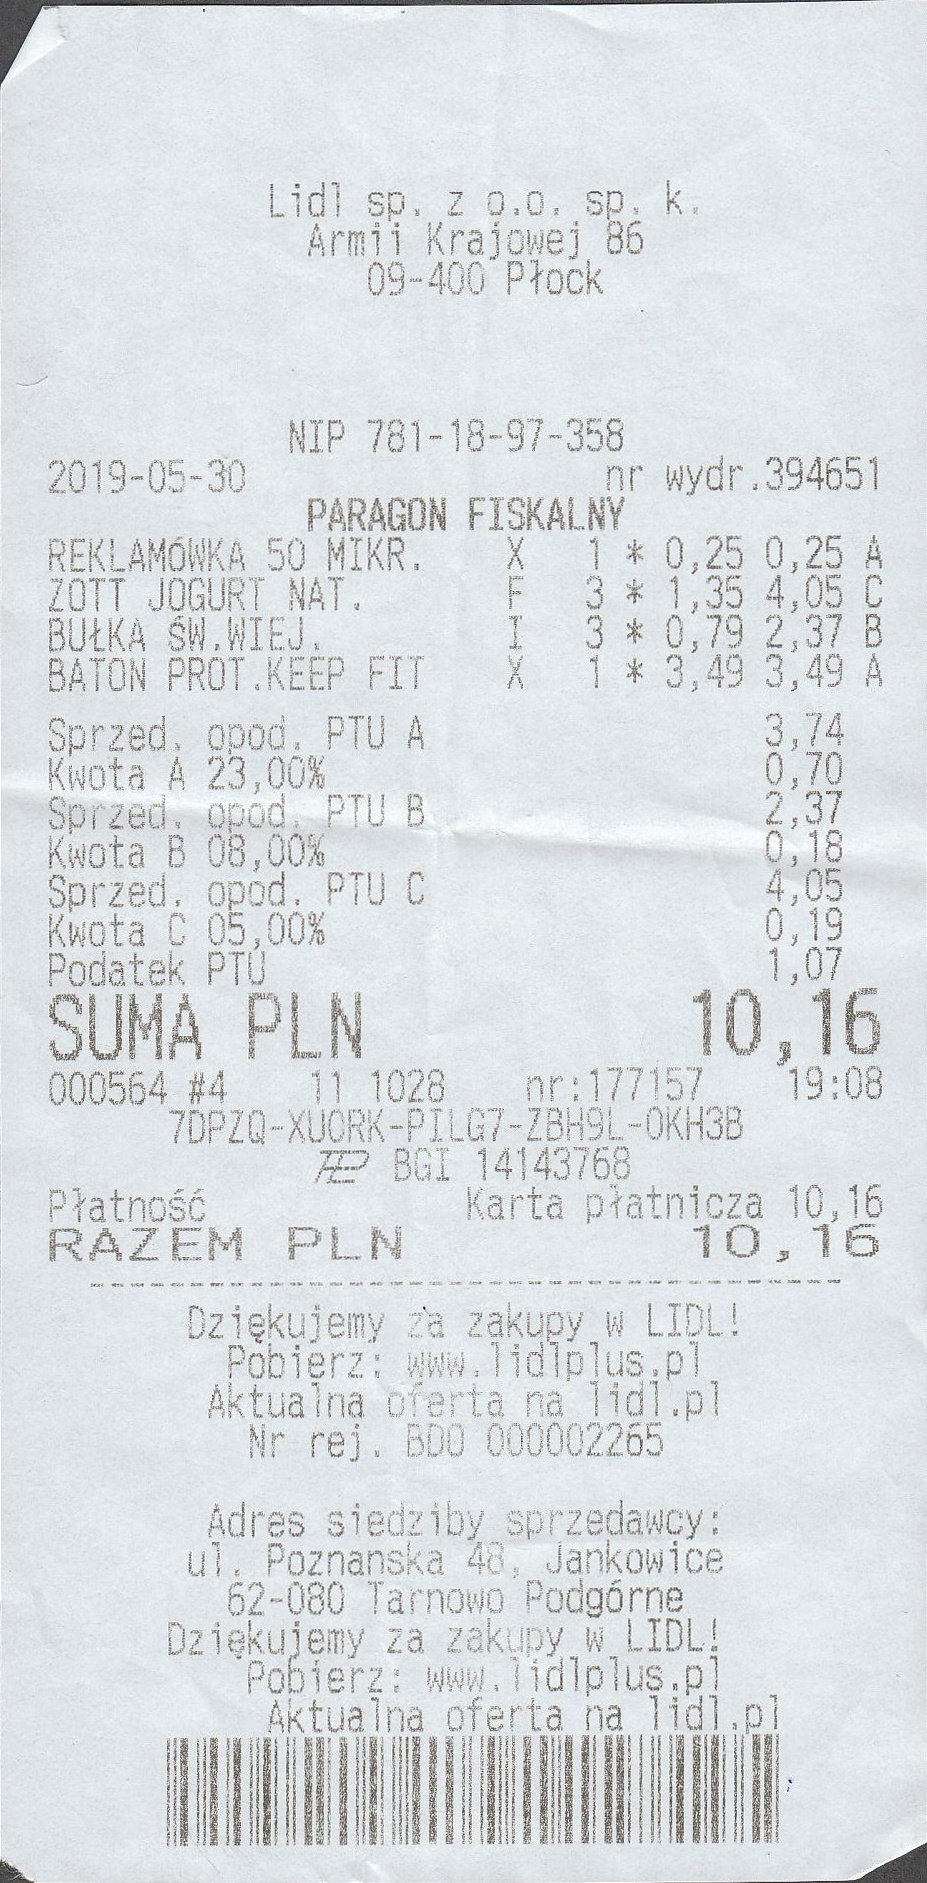 Lidl sp. z o.o. sp. k.
Armii Krajowej 86
09-400 Płock
NIP 781-18-97-358
2019-05-30 nr wydr.394651
PARAGON FISKALNY
REKLAMÓWKA 50 MIKR. X 1 * 0,25 0,25 A
ZOTT JOGURT NAT. F 3 * 1,35 4,05 C
BUŁKA ŚW.WIEJ. I 3 * 0,79 2,37 B
BATON PROT.KEEP FIT X 1 * 3,49 3,49 A
Sprzed. opod. PTU A 3,74
Kwota A 23,00% 0,70
Sprzed. opod. PTU B 2,37
Kwota B 08,00% 0,18
Sprzed. opod. PTU C 4,05
Kwota C 05,00% 0,19
Podatek PTU 1,07
SUMA PLN 10,16
000564 #4 11 1028 nr:177157 19:08
7DPZQ-XUORK-PILG7-ZBH9L-OKH3B
BGI 14143768
Płatność Karta płatnicza 10,16
RAZEM PLN 10,16
Dziękujemy za zakupy w LIDL!
Pobierz: www.lidlplus.pl
Aktualna oferta na lidl.pl
Nr rej. BDO 000002265
Adres siedziby sprzedawcy:
ul. Poznanska 48, Jankowice
62-080 Tarnowo Podgórne
Dziękujemy za zakupy w LIDL!
Pobierz: www.lidlplus.pl
Aktualna oferta na lidl.pl